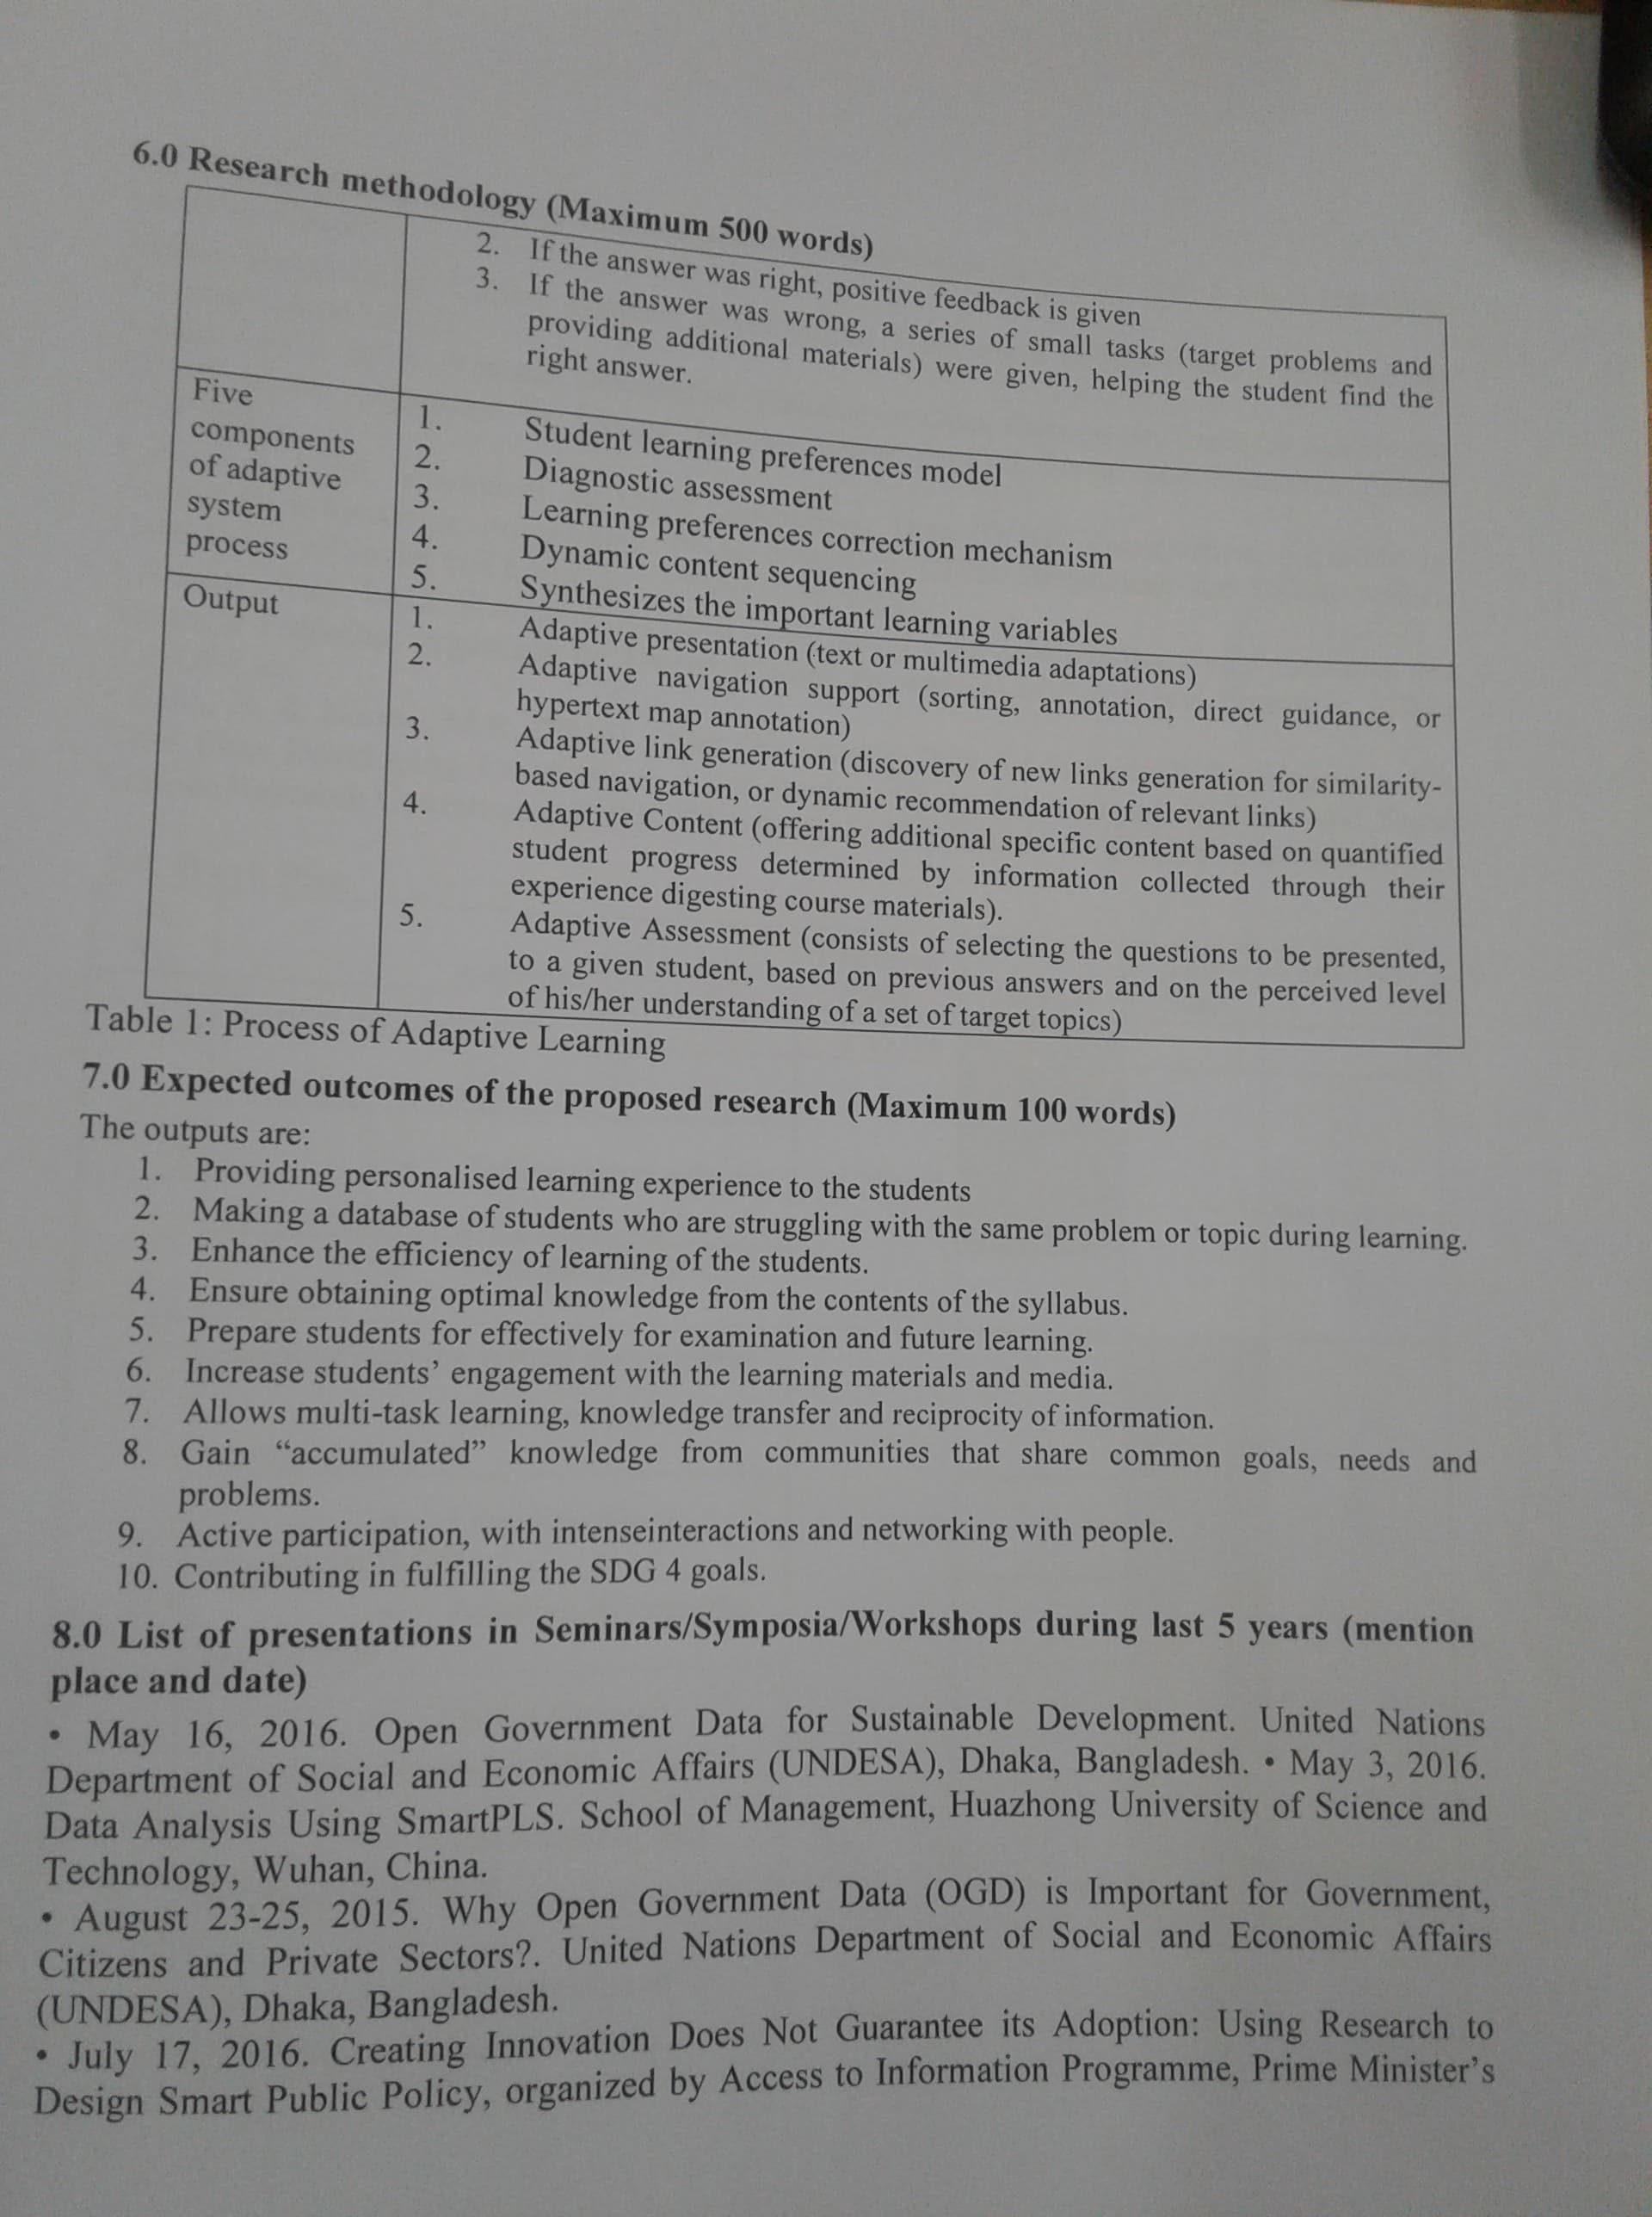 6.0 Research methodology (Maximum 500 words)
2. If the answer was right, positive feedback is given
3. If the answer was wrong, a series of small tasks (target problems and
providing additional materials) were given, helping the student find the
right answer.
Five
components
of adaptive
system
process
1. Student learning preferences model
2. Diagnostic assessment
3. Learning preferences correction mechanism
4. Dynamic content sequencing
5. Synthesizes the important learning variables
Output
1. Adaptive presentation (text or multimedia adaptations)
2. Adaptive navigation support (sorting, annotation, direct guidance, or
hypertext map annotation)
3. Adaptive link generation (discovery of new links generation for similarity-
based navigation, or dynamic recommendation of relevant links)
4. Adaptive Content (offering additional specific content based on quantified
student progress determined by information collected through their
experience digesting course materials).
5. Adaptive Assessment (consists of selecting the questions to be presented,
to a given student, based on previous answers and on the perceived level
of his/her understanding of a set of target topics)
Table 1: Process of Adaptive Learning
7.0 Expected outcomes of the proposed research (Maximum 100 words)
The outputs are:
1. Providing personalised learning experience to the students
2. Making a database of students who are struggling with the same problem or topic during learning.
3. Enhance the efficiency of learning of the students.
4. Ensure obtaining optimal knowledge from the contents of the syllabus.
5. Prepare students for effectively for examination and future learning.
6. Increase students’ engagement with the learning materials and media.
7. Allows multi-task learning, knowledge transfer and reciprocity of information.
8. Gain “accumulated” knowledge from communities that share common goals, needs and
problems.
9. Active participation, with intenseinteractions and networking with people.
10. Contributing in fulfilling the SDG 4 goals.
8.0 List of presentations in Seminars/Symposia/Workshops during last 5 years (mention
place and date)
• May 16, 2016. Open Government Data for Sustainable Development. United Nations
Department of Social and Economic Affairs (UNDESA), Dhaka, Bangladesh. • May 3, 2016.
Data Analysis Using SmartPLS. School of Management, Huazhong University of Science and
Technology, Wuhan, China.
• August 23-25, 2015. Why Open Government Data (OGD) is Important for Government,
Citizens and Private Sectors?. United Nations Department of Social and Economic Affairs
(UNDESA), Dhaka, Bangladesh.
• July 17, 2016. Creating Innovation Does Not Guarantee its Adoption: Using Research to
Design Smart Public Policy, organized by Access to Information Programme, Prime Minister’s